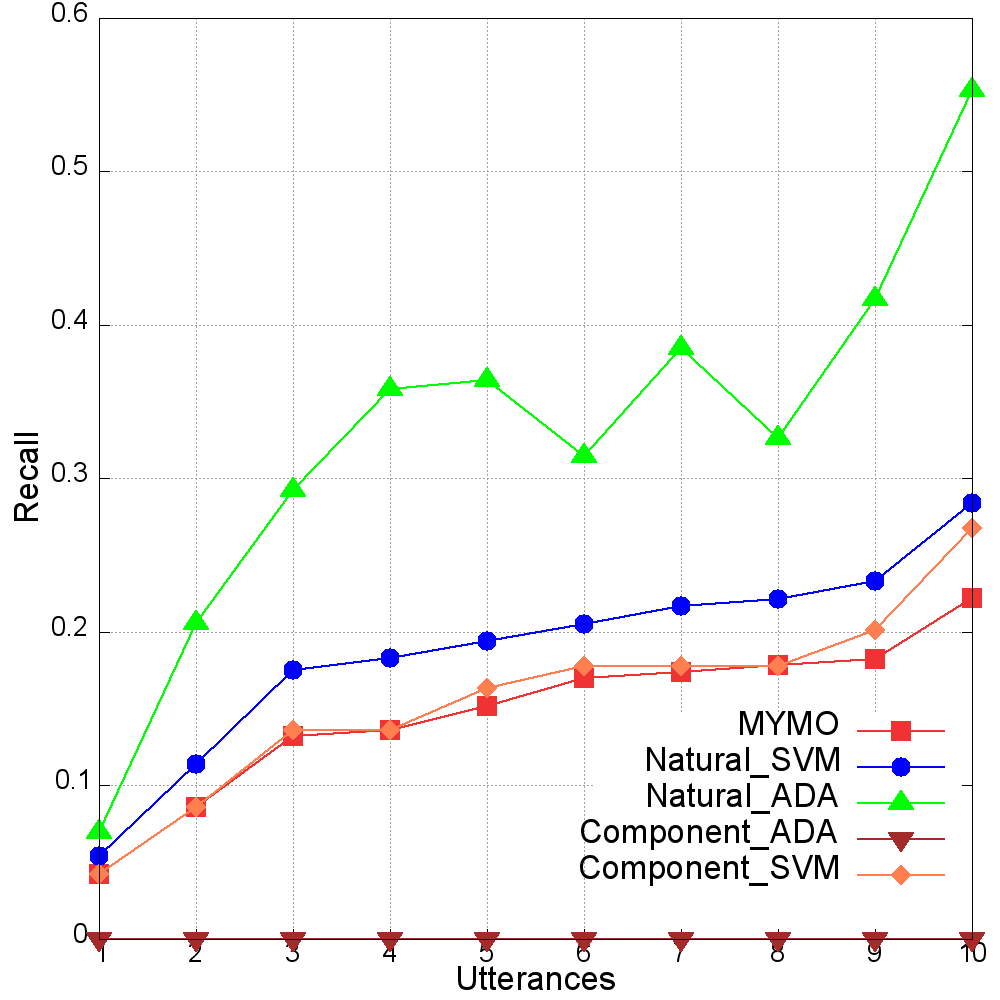 0.6
0.5
0.4
0.3
0.2
0.1
0
Recall
MYMO
Natural_SVM
Natural_ADA
Component_ADA
Component_SVM
1 2 3 4 5 6 7 8 9 10
Utterances